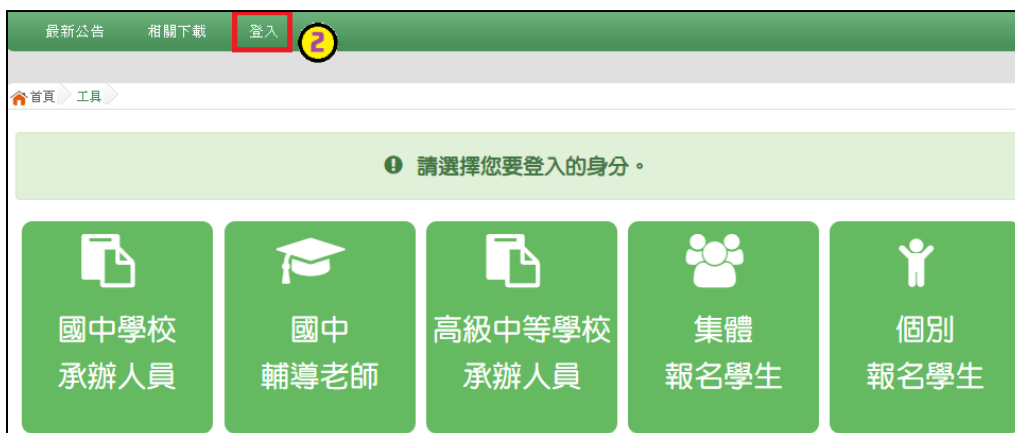 最新公告 相關下載 登入 2
首頁 工具
請選擇您要登入的身分。
國中學校 國中 高級中等學校 集體 個別
承辦人員 輔導老師 承辦人員 報名學生 報名學生